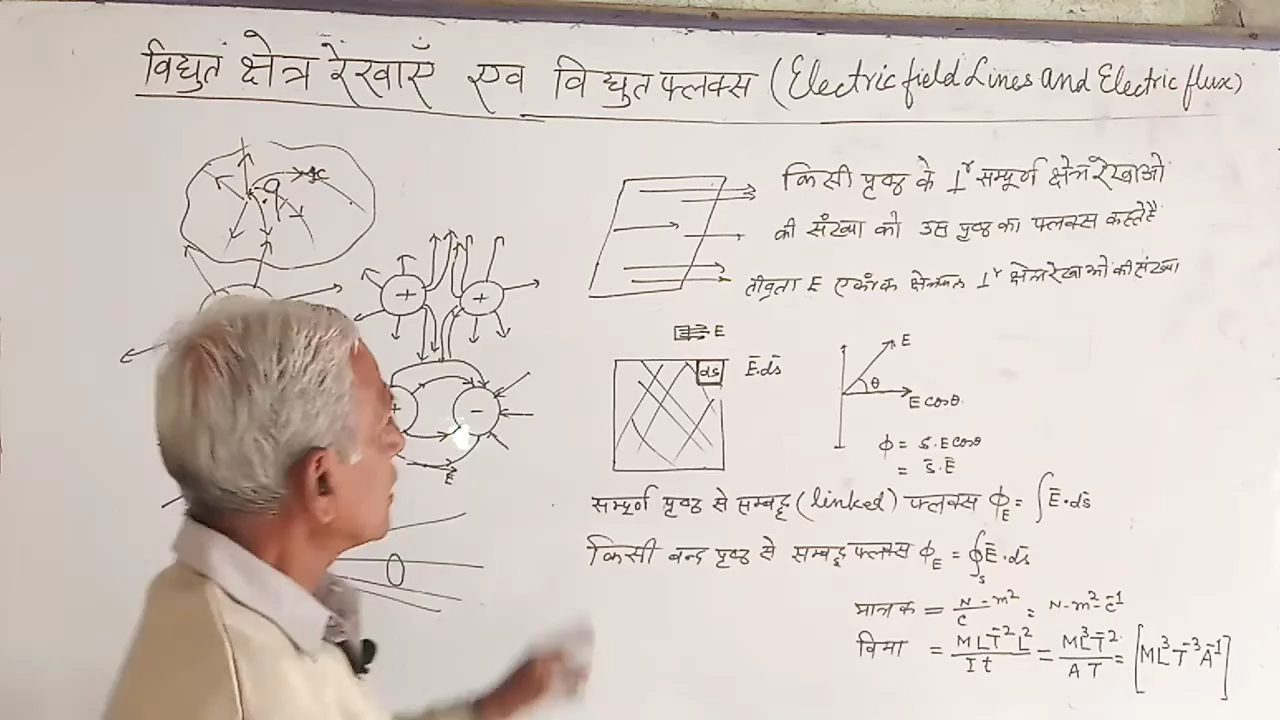 विद्युत क्षेत्र रेखाएँ एव विद्युत फ्लक्स (Electric field Lines and Electric flux)
q
+
+
+
-
E
किसी पृष्ठ के ⊥r सम्पूर्ण क्षेत्र रेखाओ
की संख्या को उस पृष्ठ का फ्लक्स कहते है
तीव्रता E एकांक क्षेत्रफल ⊥r क्षेत्र रेखाओं की संख्या
E
ds
E̅.ds̅
E
θ
E cosθ
ϕ = s.E cosθ
= s̅.E̅
सम्पूर्ण पृष्ठ से सम्बद्ध (linked) फ्लक्स ϕE = ∫E̅.ds̅
किसी बन्द पृष्ठ से सम्बद्ध फ्लक्स ϕE = ∮s E̅.ds̅
मात्रक = N-m²/C = N-m²-C⁻¹
विमा = MLT⁻²L²/It = ML³T⁻²/AT = [ML³T⁻³A⁻¹]